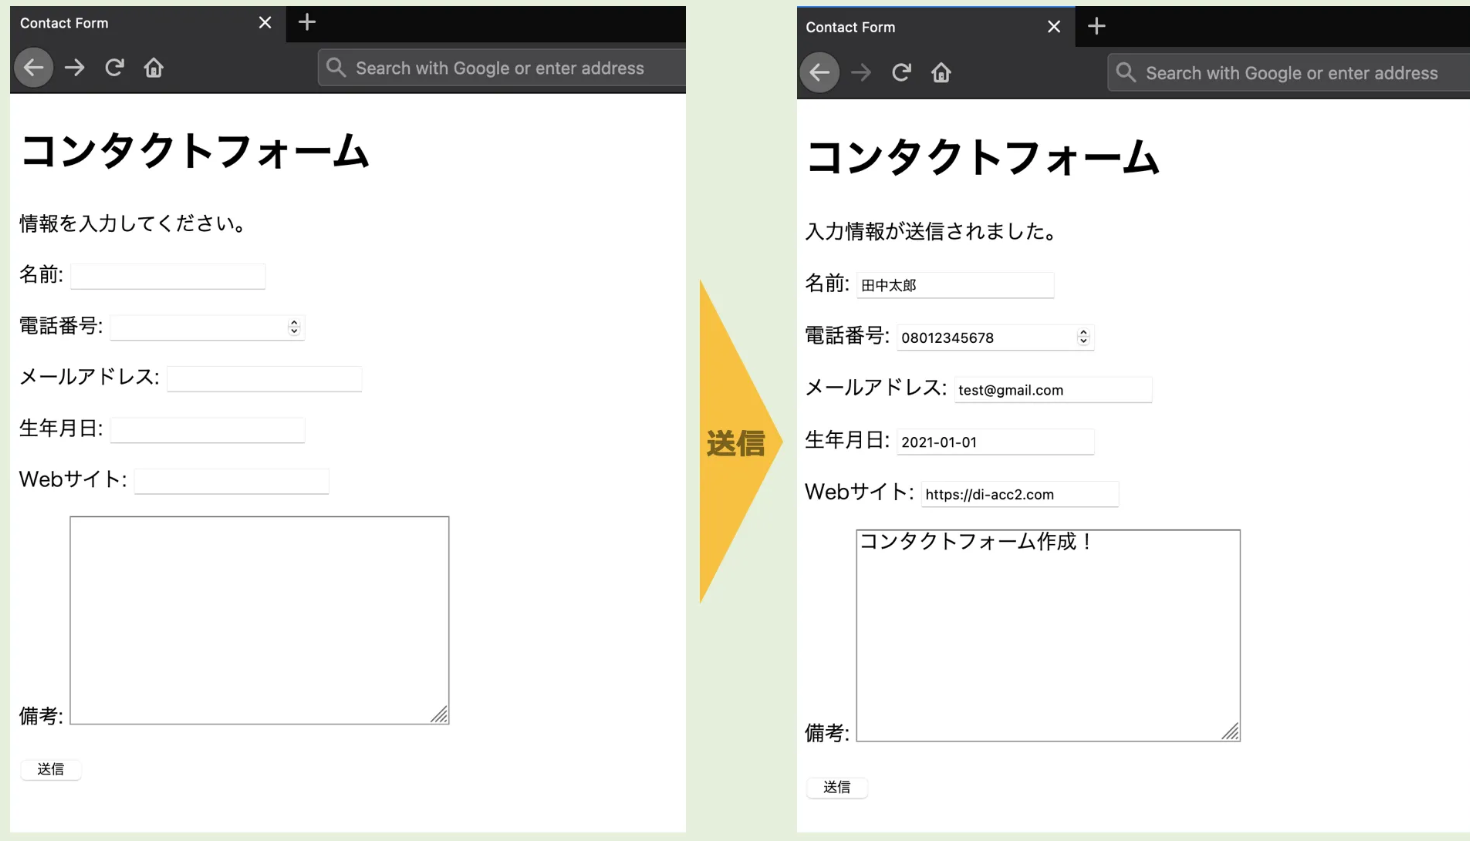 Contact Form
Search with Google or enter address
コンタクトフォーム
情報を入力してください。
名前:
電話番号:
メールアドレス:
生年月日:
Webサイト:
備考:
送信
送信
Contact Form
Search with Google or enter address
コンタクトフォーム
入力情報が送信されました。
名前: 田中太郎
電話番号: 08012345678
メールアドレス: test@gmail.com
生年月日: 2021-01-01
Webサイト: https://di-acc2.com
コンタクトフォーム作成！
備考:
送信